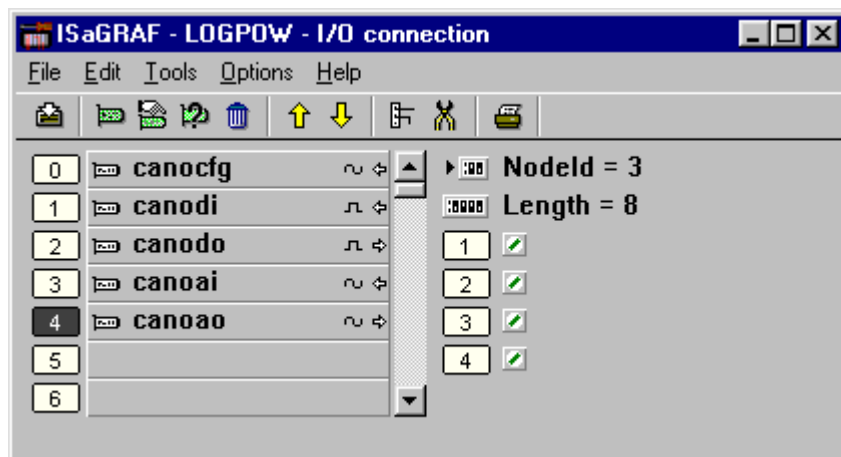 ISaGRAF - LOGPOW - I/O connection
File Edit Tools Options Help
0 canocfg
1 canodi
2 canodo
3 canoai
4 canoao
5
6
NodeId = 3
Length = 8
1
2
3
4